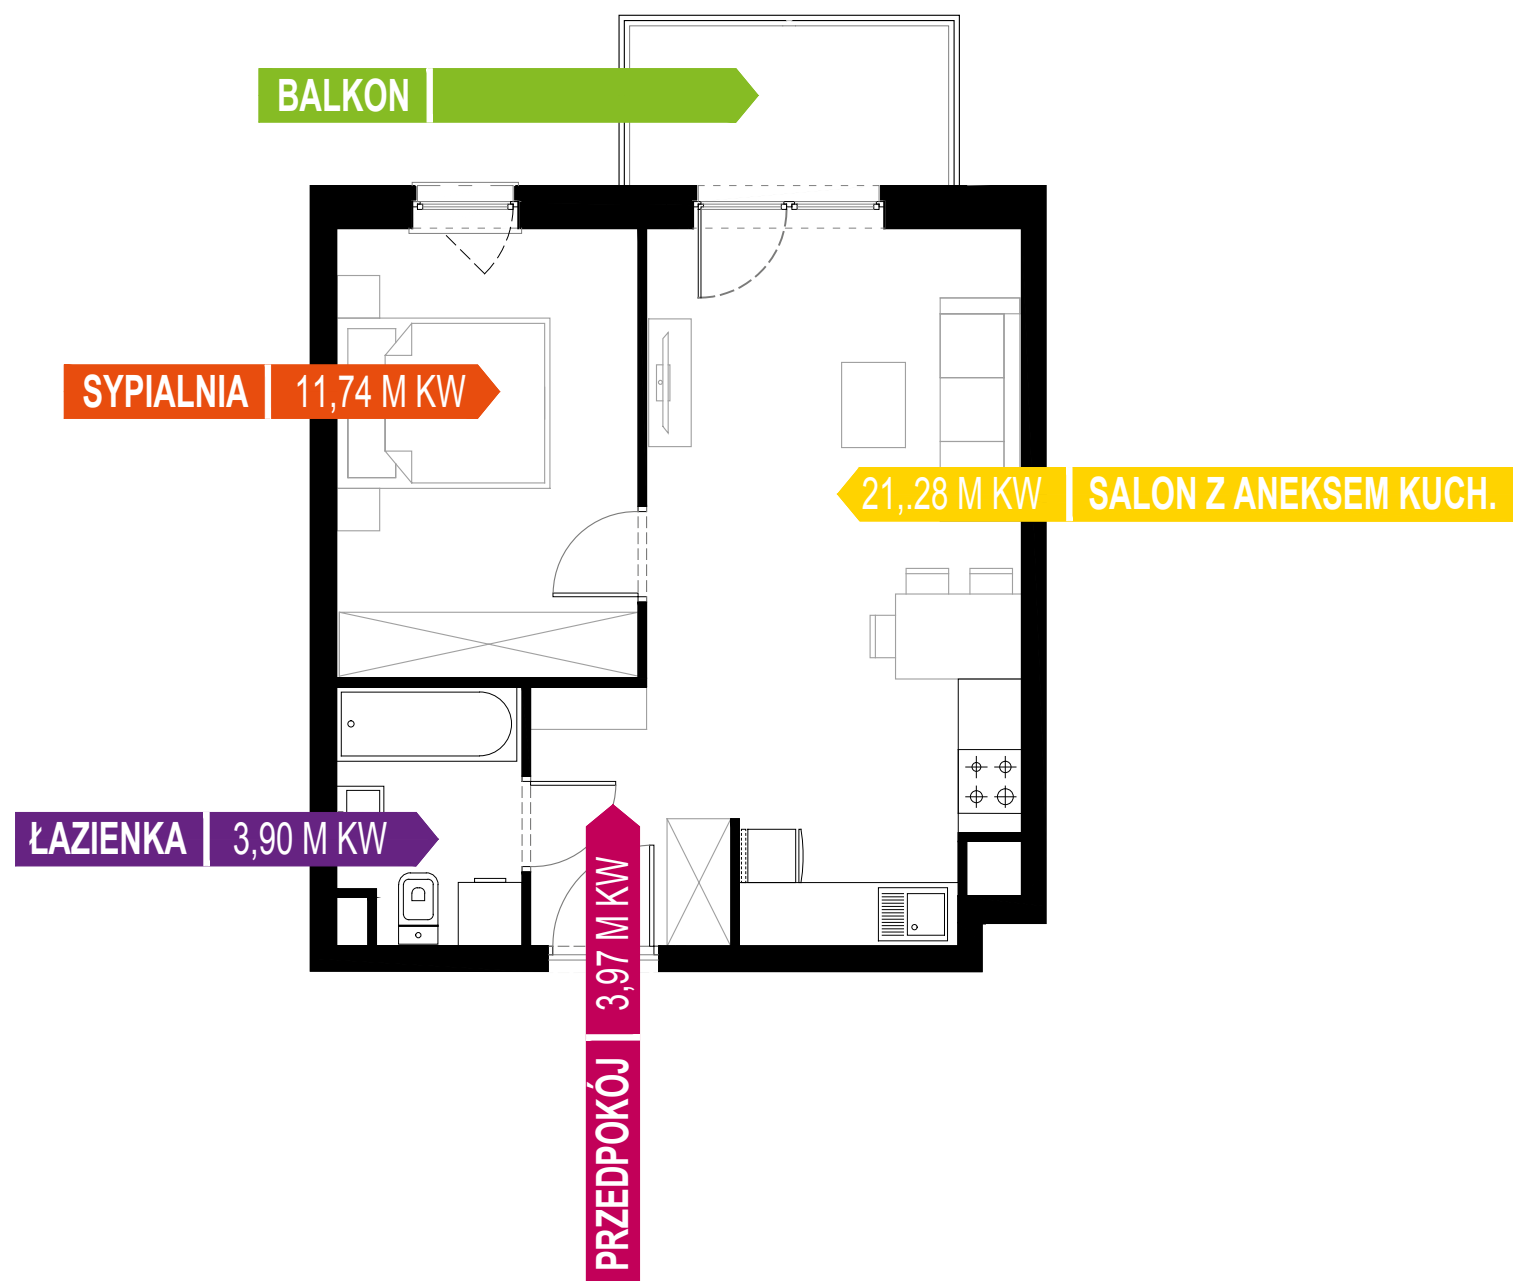 BALKON
SYPIALNIA 11,74 M KW
21,.28 M KW SALON Z ANEKSEM KUCH.
ŁAZIENKA 3,90 M KW
PRZEDPOKÓJ 3,97 M KW